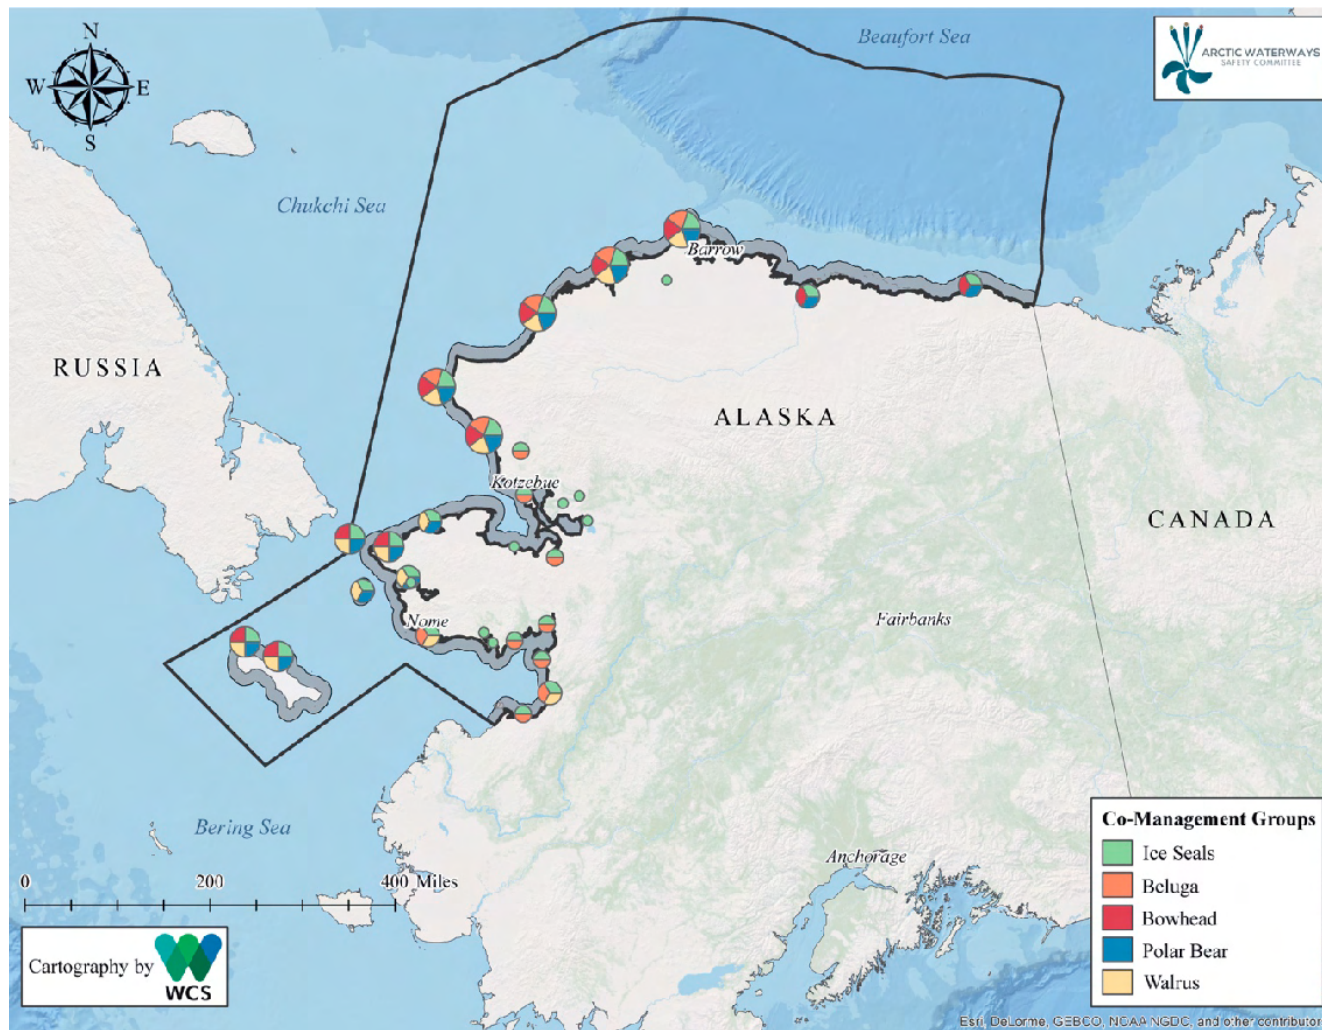 N
W E
S
Beaufort Sea
ARCTIC WATERWAYS
SAFETY COMMITTEE
Chukchi Sea
Barrow
RUSSIA
ALASKA
Kotzebue
CANADA
Nome
Fairbanks
Bering Sea
Anchorage
0 200 400 Miles
Cartography by
WCS
Co-Management Groups
Ice Seals
Beluga
Bowhead
Polar Bear
Walrus
Esri, DeLorme, GEBCO, NOAA NGDC, and other contributor